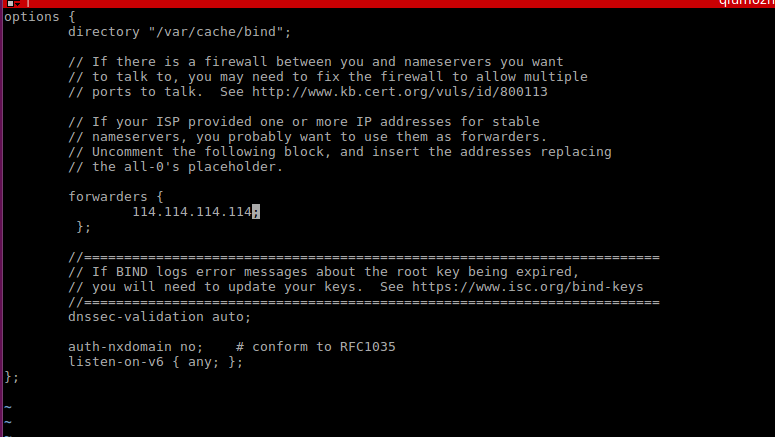 options {
directory "/var/cache/bind";
// If there is a firewall between you and nameservers you want
// to talk to, you may need to fix the firewall to allow multiple
// ports to talk.  See http://www.kb.cert.org/vuls/id/800113
// If your ISP provided one or more IP addresses for stable
// nameservers, you probably want to use them as forwarders.
// Uncomment the following block, and insert the addresses replacing
// the all-0's placeholder.
forwarders {
114.114.114.114;
};
//========================================================================
// If BIND logs error messages about the root key being expired,
// you will need to update your keys.  See https://www.isc.org/bind-keys
//========================================================================
dnssec-validation auto;
auth-nxdomain no;    # conform to RFC1035
listen-on-v6 { any; };
};
~
~
~